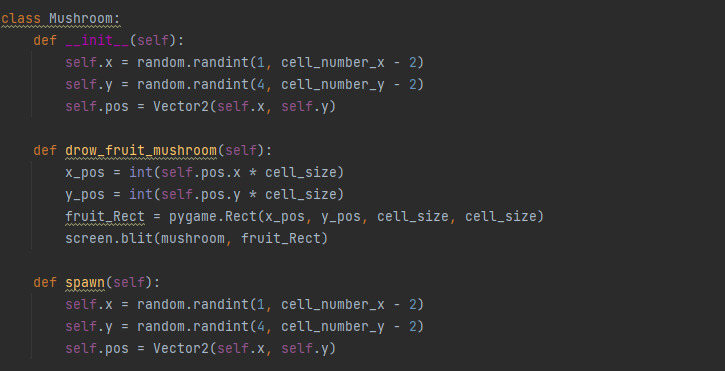 class Mushroom:
    def __init__(self):
        self.x = random.randint(1, cell_number_x - 2)
        self.y = random.randint(4, cell_number_y - 2)
        self.pos = Vector2(self.x, self.y)

    def drow_fruit_mushroom(self):
        x_pos = int(self.pos.x * cell_size)
        y_pos = int(self.pos.y * cell_size)
        fruit_Rect = pygame.Rect(x_pos, y_pos, cell_size, cell_size)
        screen.blit(mushroom, fruit_Rect)

    def spawn(self):
        self.x = random.randint(1, cell_number_x - 2)
        self.y = random.randint(4, cell_number_y - 2)
        self.pos = Vector2(self.x, self.y)